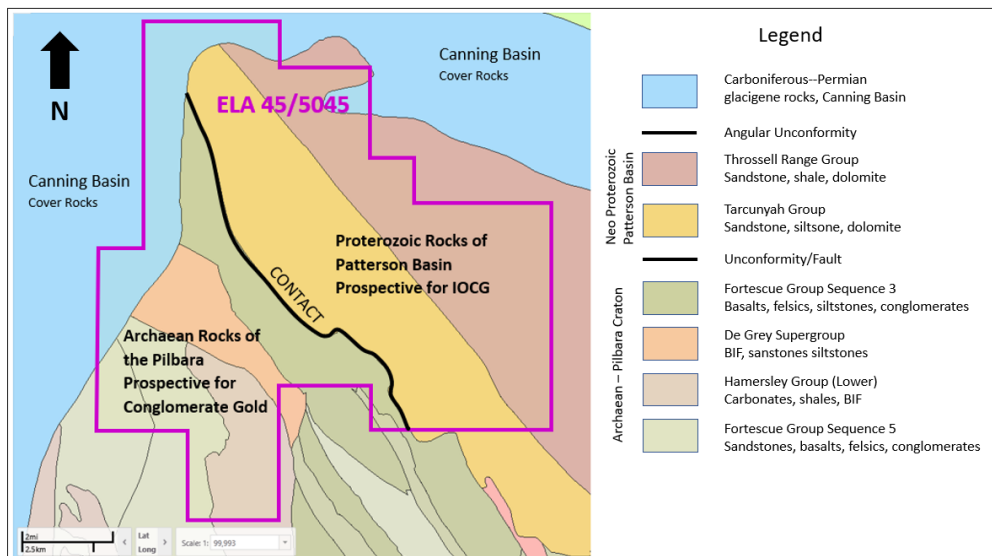 Canning Basin
Cover Rocks
N
ELA 45/5045
Canning Basin
Cover Rocks
Proterozoic Rocks of
Patterson Basin
Prospective for IOCG
CONTACT
Archaean Rocks of
the Pilbara
Prospective for
Conglomerate Gold
2mi
2.5km
Lat
Long
Scale: 1: 99,993
Legend
Carboniferous--Permian
glacigene rocks, Canning Basin
Angular Unconformity
Neo Proterozoic
Patterson Basin
Throssell Range Group
Sandstone, shale, dolomite
Tarcunyah Group
Sandstone, siltsone, dolomite
Unconformity/Fault
Archaean – Pilbara Craton
Fortescue Group Sequence 3
Basalts, felsics, siltstones, conglomerates
De Grey Supergroup
BIF, sanstones siltstones
Hamersley Group (Lower)
Carbonates, shales, BIF
Fortescue Group Sequence 5
Sandstones, basalts, felsics, conglomerates